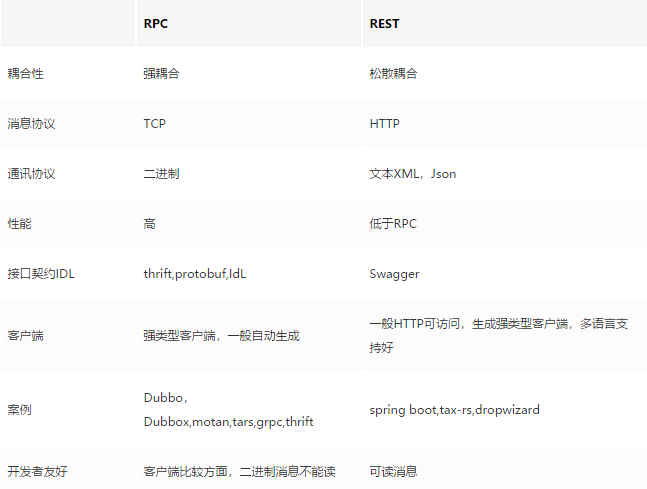 RPC REST
耦合性 强耦合 松散耦合
消息协议 TCP HTTP
通讯协议 二进制 文本XML，Json
性能 高 低于RPC
接口契约IDL thrift,protobuf,IdL Swagger
客户端 强类型客户端，一般自动生成 一般HTTP可访问，生成强类型客户端，多语言支
持好
案例 Dubbo，
Dubbox,motan,tars,grpc,thrift spring boot,tax-rs,dropwizard
开发者友好 客户端比较方面，二进制消息不能读 可读消息